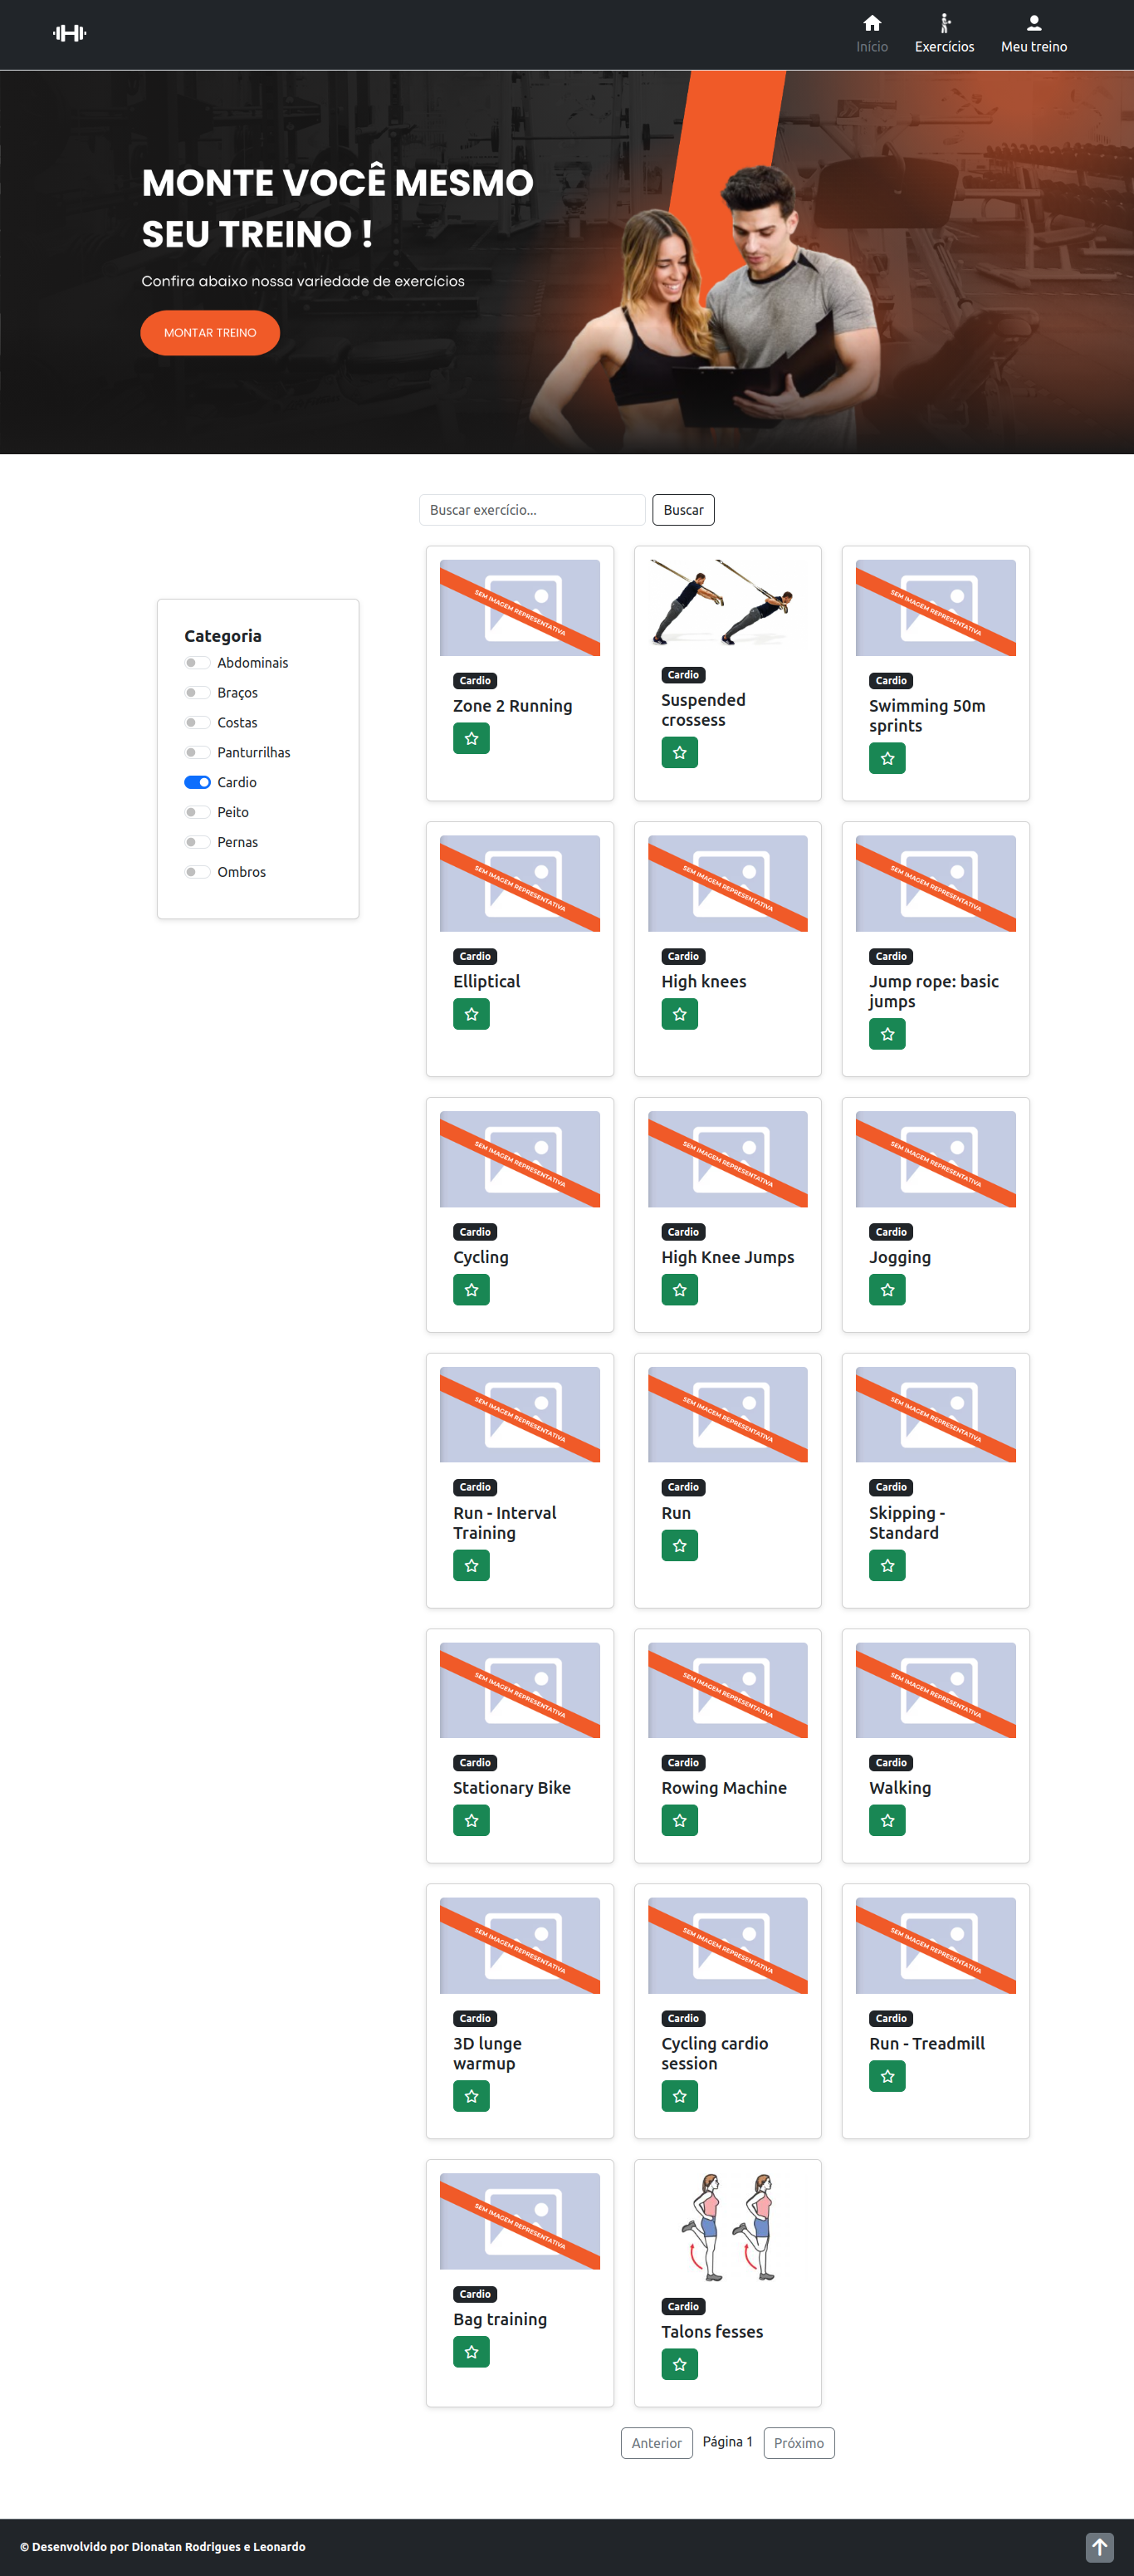 Início
Exercícios
Meu treino
MONTE VOCÊ MESMO
SEU TREINO !
Confira abaixo nossa variedade de exercícios
MONTAR TREINO
Buscar exercício...
Buscar
Categoria
Abdominais
Braços
Costas
Panturrilhas
Cardio
Peito
Pernas
Ombros
SEM IMAGEM REPRESENTATIVA
Cardio
Zone 2 Running
Cardio
Suspended
crossess
SEM IMAGEM REPRESENTATIVA
Cardio
Swimming 50m
sprints
SEM IMAGEM REPRESENTATIVA
Cardio
Elliptical
SEM IMAGEM REPRESENTATIVA
Cardio
High knees
SEM IMAGEM REPRESENTATIVA
Cardio
Jump rope: basic
jumps
SEM IMAGEM REPRESENTATIVA
Cardio
Cycling
SEM IMAGEM REPRESENTATIVA
Cardio
High Knee Jumps
SEM IMAGEM REPRESENTATIVA
Cardio
Jogging
SEM IMAGEM REPRESENTATIVA
Cardio
Run - Interval
Training
SEM IMAGEM REPRESENTATIVA
Cardio
Run
SEM IMAGEM REPRESENTATIVA
Cardio
Skipping -
Standard
SEM IMAGEM REPRESENTATIVA
Cardio
Stationary Bike
SEM IMAGEM REPRESENTATIVA
Cardio
Rowing Machine
SEM IMAGEM REPRESENTATIVA
Cardio
Walking
SEM IMAGEM REPRESENTATIVA
Cardio
3D lunge
warmup
SEM IMAGEM REPRESENTATIVA
Cardio
Cycling cardio
session
SEM IMAGEM REPRESENTATIVA
Cardio
Run - Treadmill
SEM IMAGEM REPRESENTATIVA
Cardio
Bag training
Cardio
Talons fesses
Anterior
Página 1
Próximo
© Desenvolvido por Dionatan Rodrigues e Leonardo